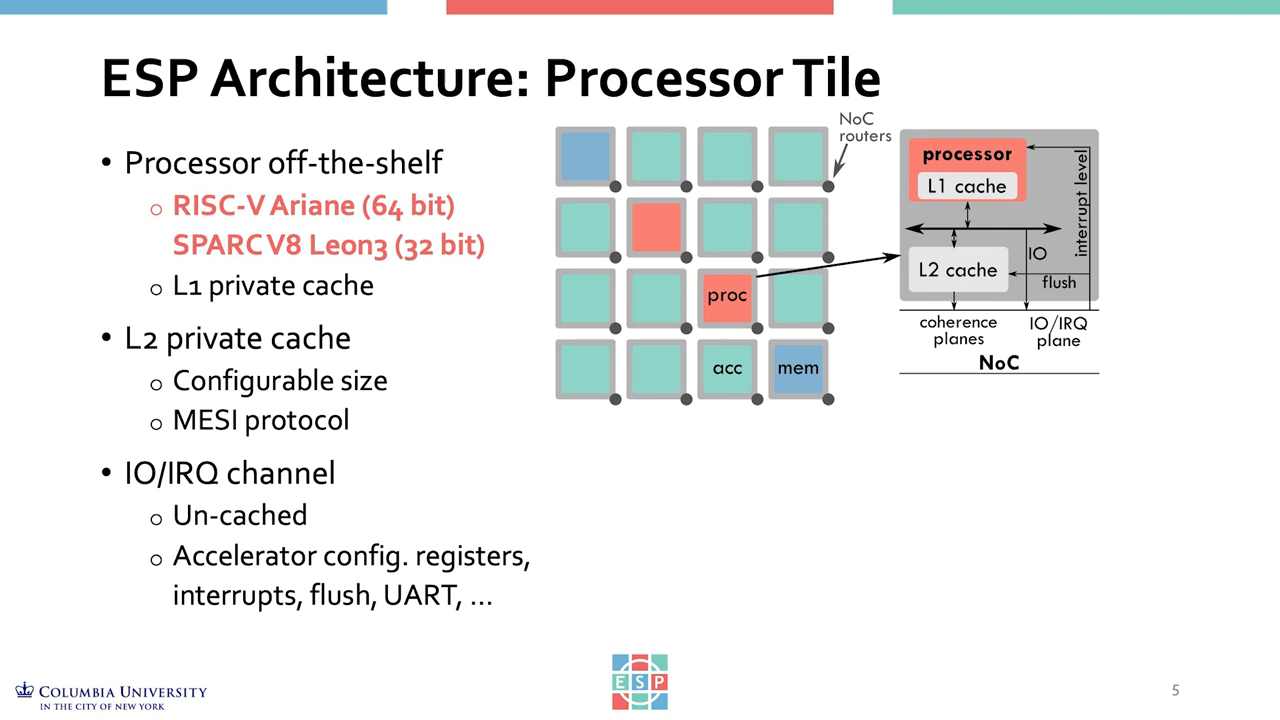 ESP Architecture: Processor Tile
• Processor off-the-shelf
o RISC-V Ariane (64 bit)
SPARC V8 Leon3 (32 bit)
o L1 private cache
• L2 private cache
o Configurable size
o MESI protocol
• IO/IRQ channel
o Un-cached
o Accelerator config. registers,
interrupts, flush, UART, ...
NoC
routers
proc
acc
mem
processor
L1 cache
interrupt level
IO
L2 cache
flush
coherence
planes
IO/IRQ
plane
NoC
COLUMBIA UNIVERSITY
IN THE CITY OF NEW YORK
ESP
5